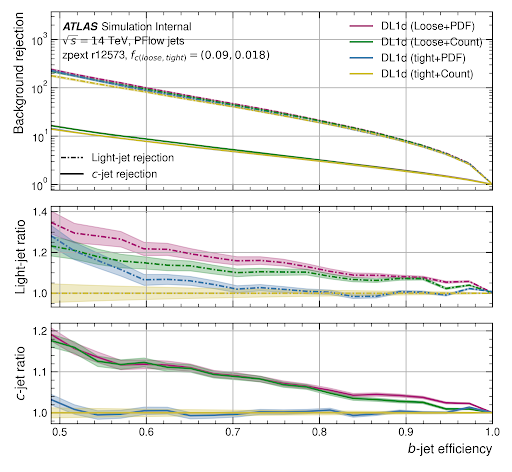 ATLAS Simulation Internal
√s = 14 TeV, PFlow jets
zpext r12573, fc(loose, tight) = (0.09, 0.018)
DL1d (Loose+PDF)
DL1d (Loose+Count)
DL1d (tight+PDF)
DL1d (tight+Count)
Background rejection
10³
10²
10¹
10⁰
Light-jet rejection
c-jet rejection
Light-jet ratio
1.4
1.2
1.0
c-jet ratio
1.2
1.1
1.0
0.5 0.6 0.7 0.8 0.9 1.0
b-jet efficiency